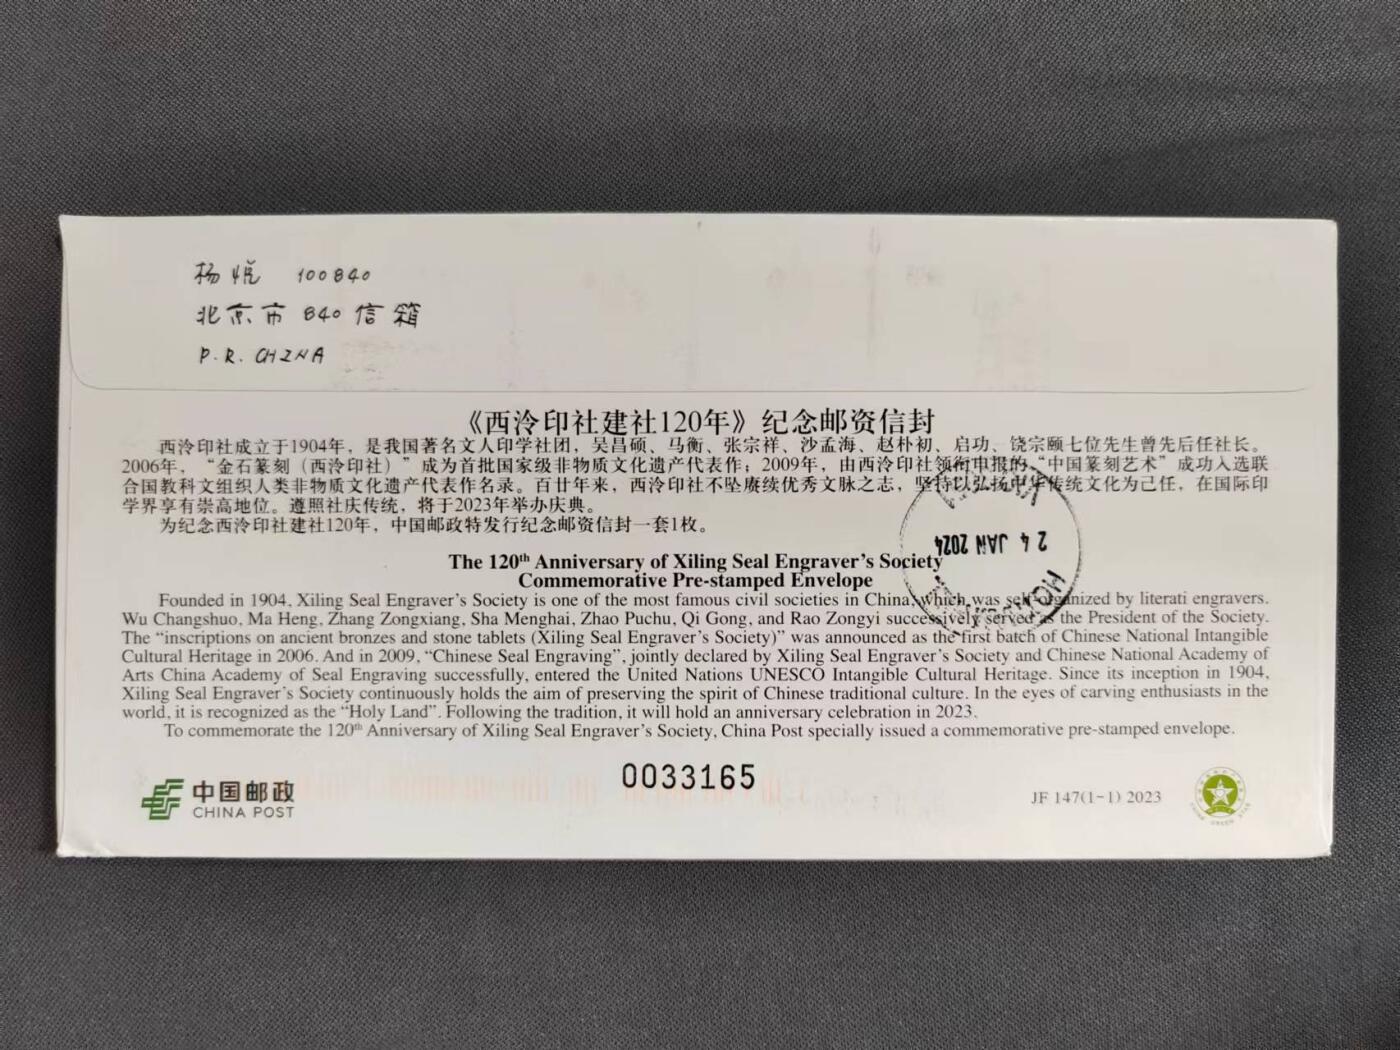 杨悦 100840
北京市 840 信箱
P.R. CHINA
《西泠印社建社120年》纪念邮资信封
西泠印社成立于1904年，是我国著名文人印学社团，吴昌硕、马衡、张宗祥、沙孟海、赵朴初、启功、饶宗颐七位先生曾先后任社长。
2006年，“金石篆刻（西泠印社）”成为首批国家级非物质文化遗产代表作；2009年，由西泠印社领衔申报的“中国篆刻艺术”成功入选联
合国教科文组织人类非物质文化遗产代表作名录。百廿年来，西泠印社不坠赓续优秀文脉之志，坚持以弘扬中华传统文化为己任，在国际印
学界享有崇高地位。遵照社庆传统，将于2023年举办庆典。
为纪念西泠印社建社120年，中国邮政特发行纪念邮资信封一套1枚。
24 JAN 2024
The 120th Anniversary of Xiling Seal Engraver's Society
Commemorative Pre-stamped Envelope
Founded in 1904, Xiling Seal Engraver's Society is one of the most famous civil societies in China, which was self-organized by literati engravers.
Wu Changshuo, Ma Heng, Zhang Zongxiang, Sha Menghai, Zhao Puchu, Qi Gong, and Rao Zongyi successively served as the President of the Society.
The “inscriptions on ancient bronzes and stone tablets (Xiling Seal Engraver's Society)” was announced as the first batch of Chinese National Intangible
Cultural Heritage in 2006. And in 2009, “Chinese Seal Engraving”, jointly declared by Xiling Seal Engraver's Society and Chinese National Academy of
Arts China Academy of Seal Engraving successfully, entered the United Nations UNESCO Intangible Cultural Heritage. Since its inception in 1904,
Xiling Seal Engraver's Society continuously holds the aim of preserving the spirit of Chinese traditional culture. In the eyes of carving enthusiasts in the
world, it is recognized as the “Holy Land”. Following the tradition, it will hold an anniversary celebration in 2023.
To commemorate the 120th Anniversary of Xiling Seal Engraver's Society, China Post specially issued a commemorative pre-stamped envelope.
中国邮政
CHINA POST
0033165
JF 147(1-1) 2023